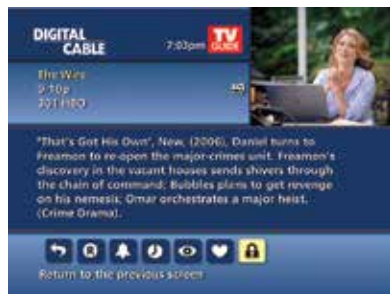 DIGITAL
CABLE
7:03pm
TV
GUIDE
The Wire
9-10p
301 HBO
"That's Got His Own", New, (2006), Daniel turns to
Freamon to re-open the major-crimes unit. Freamon's
discovery in the vacant houses sends shivers through
the chain of command; Bubbles plans to get revenge
on his nemesis; Omar orchestrates a major heist.
(Crime Drama).
R
Return to the previous screen